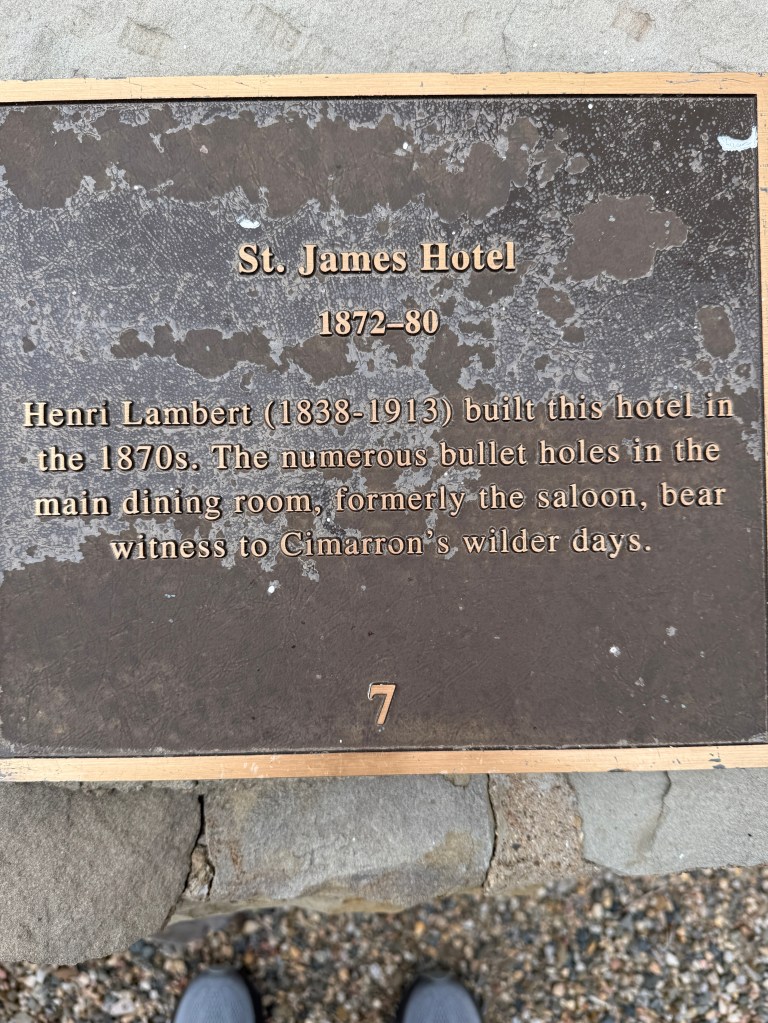 St. James Hotel
1872–80
Henri Lambert (1838-1913) built this hotel in
the 1870s. The numerous bullet holes in the
main dining room, formerly the saloon, bear
witness to Cimarron's wilder days.
7